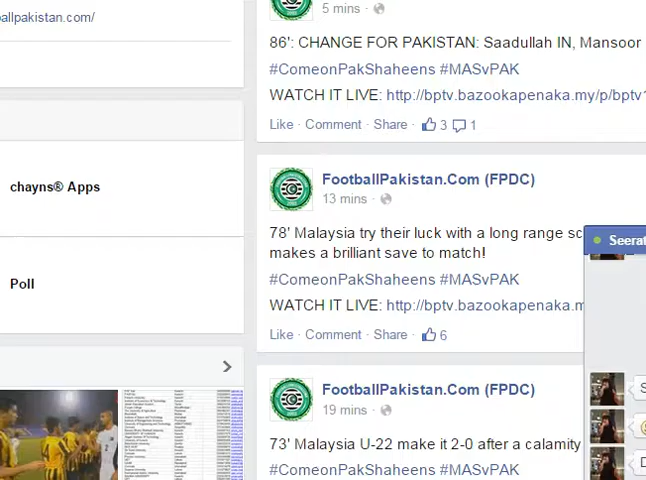 allpakistan.com/
chayns® Apps
Poll
5 mins
86': CHANGE FOR PAKISTAN: Saadullah IN, Mansoor
#ComeonPakShaheens #MASvPAK
WATCH IT LIVE: http://bptv.bazookapenaka.my/p/bptv1
Like · Comment · Share · 3 1
FootballPakistan.Com (FPDC)
13 mins ·
78' Malaysia try their luck with a long range sc
makes a brilliant save to match!
#ComeonPakShaheens #MASvPAK
WATCH IT LIVE: http://bptv.bazookapenaka.m
Like · Comment · Share · 6
FootballPakistan.Com (FPDC)
19 mins ·
73' Malaysia U-22 make it 2-0 after a calamity
#ComeonPakShaheens #MASvPAK
Seerat
S
D